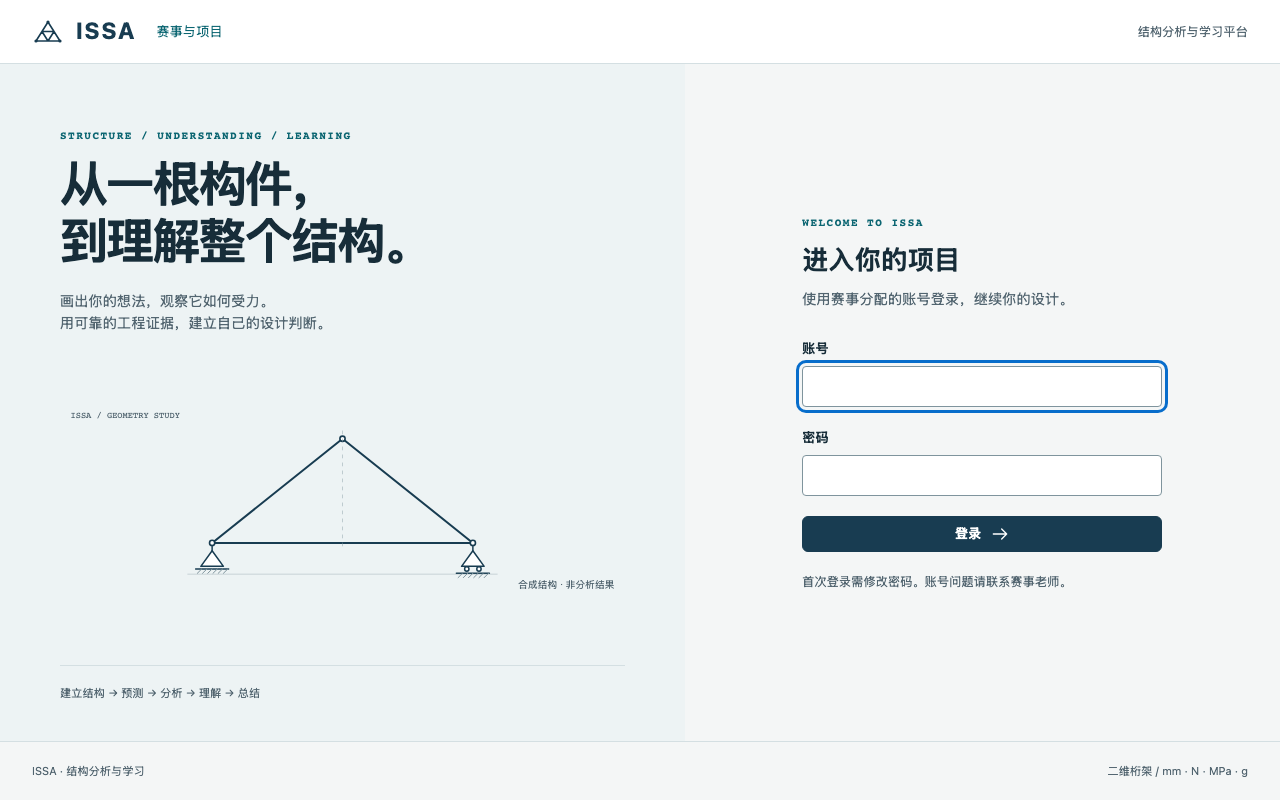 ISSA
赛事与项目
结构分析与学习平台
STRUCTURE / UNDERSTANDING / LEARNING
从一根构件，
到理解整个结构。
画出你的想法，观察它如何受力。
用可靠的工程证据，建立自己的设计判断。
ISSA / GEOMETRY STUDY
合成结构 · 非分析结果
建立结构 → 预测 → 分析 → 理解 → 总结
WELCOME TO ISSA
进入你的项目
使用赛事分配的账号登录，继续你的设计。
账号
密码
登录 →
首次登录需修改密码。账号问题请联系赛事老师。
ISSA · 结构分析与学习
二维桁架 / mm · N · MPa · g